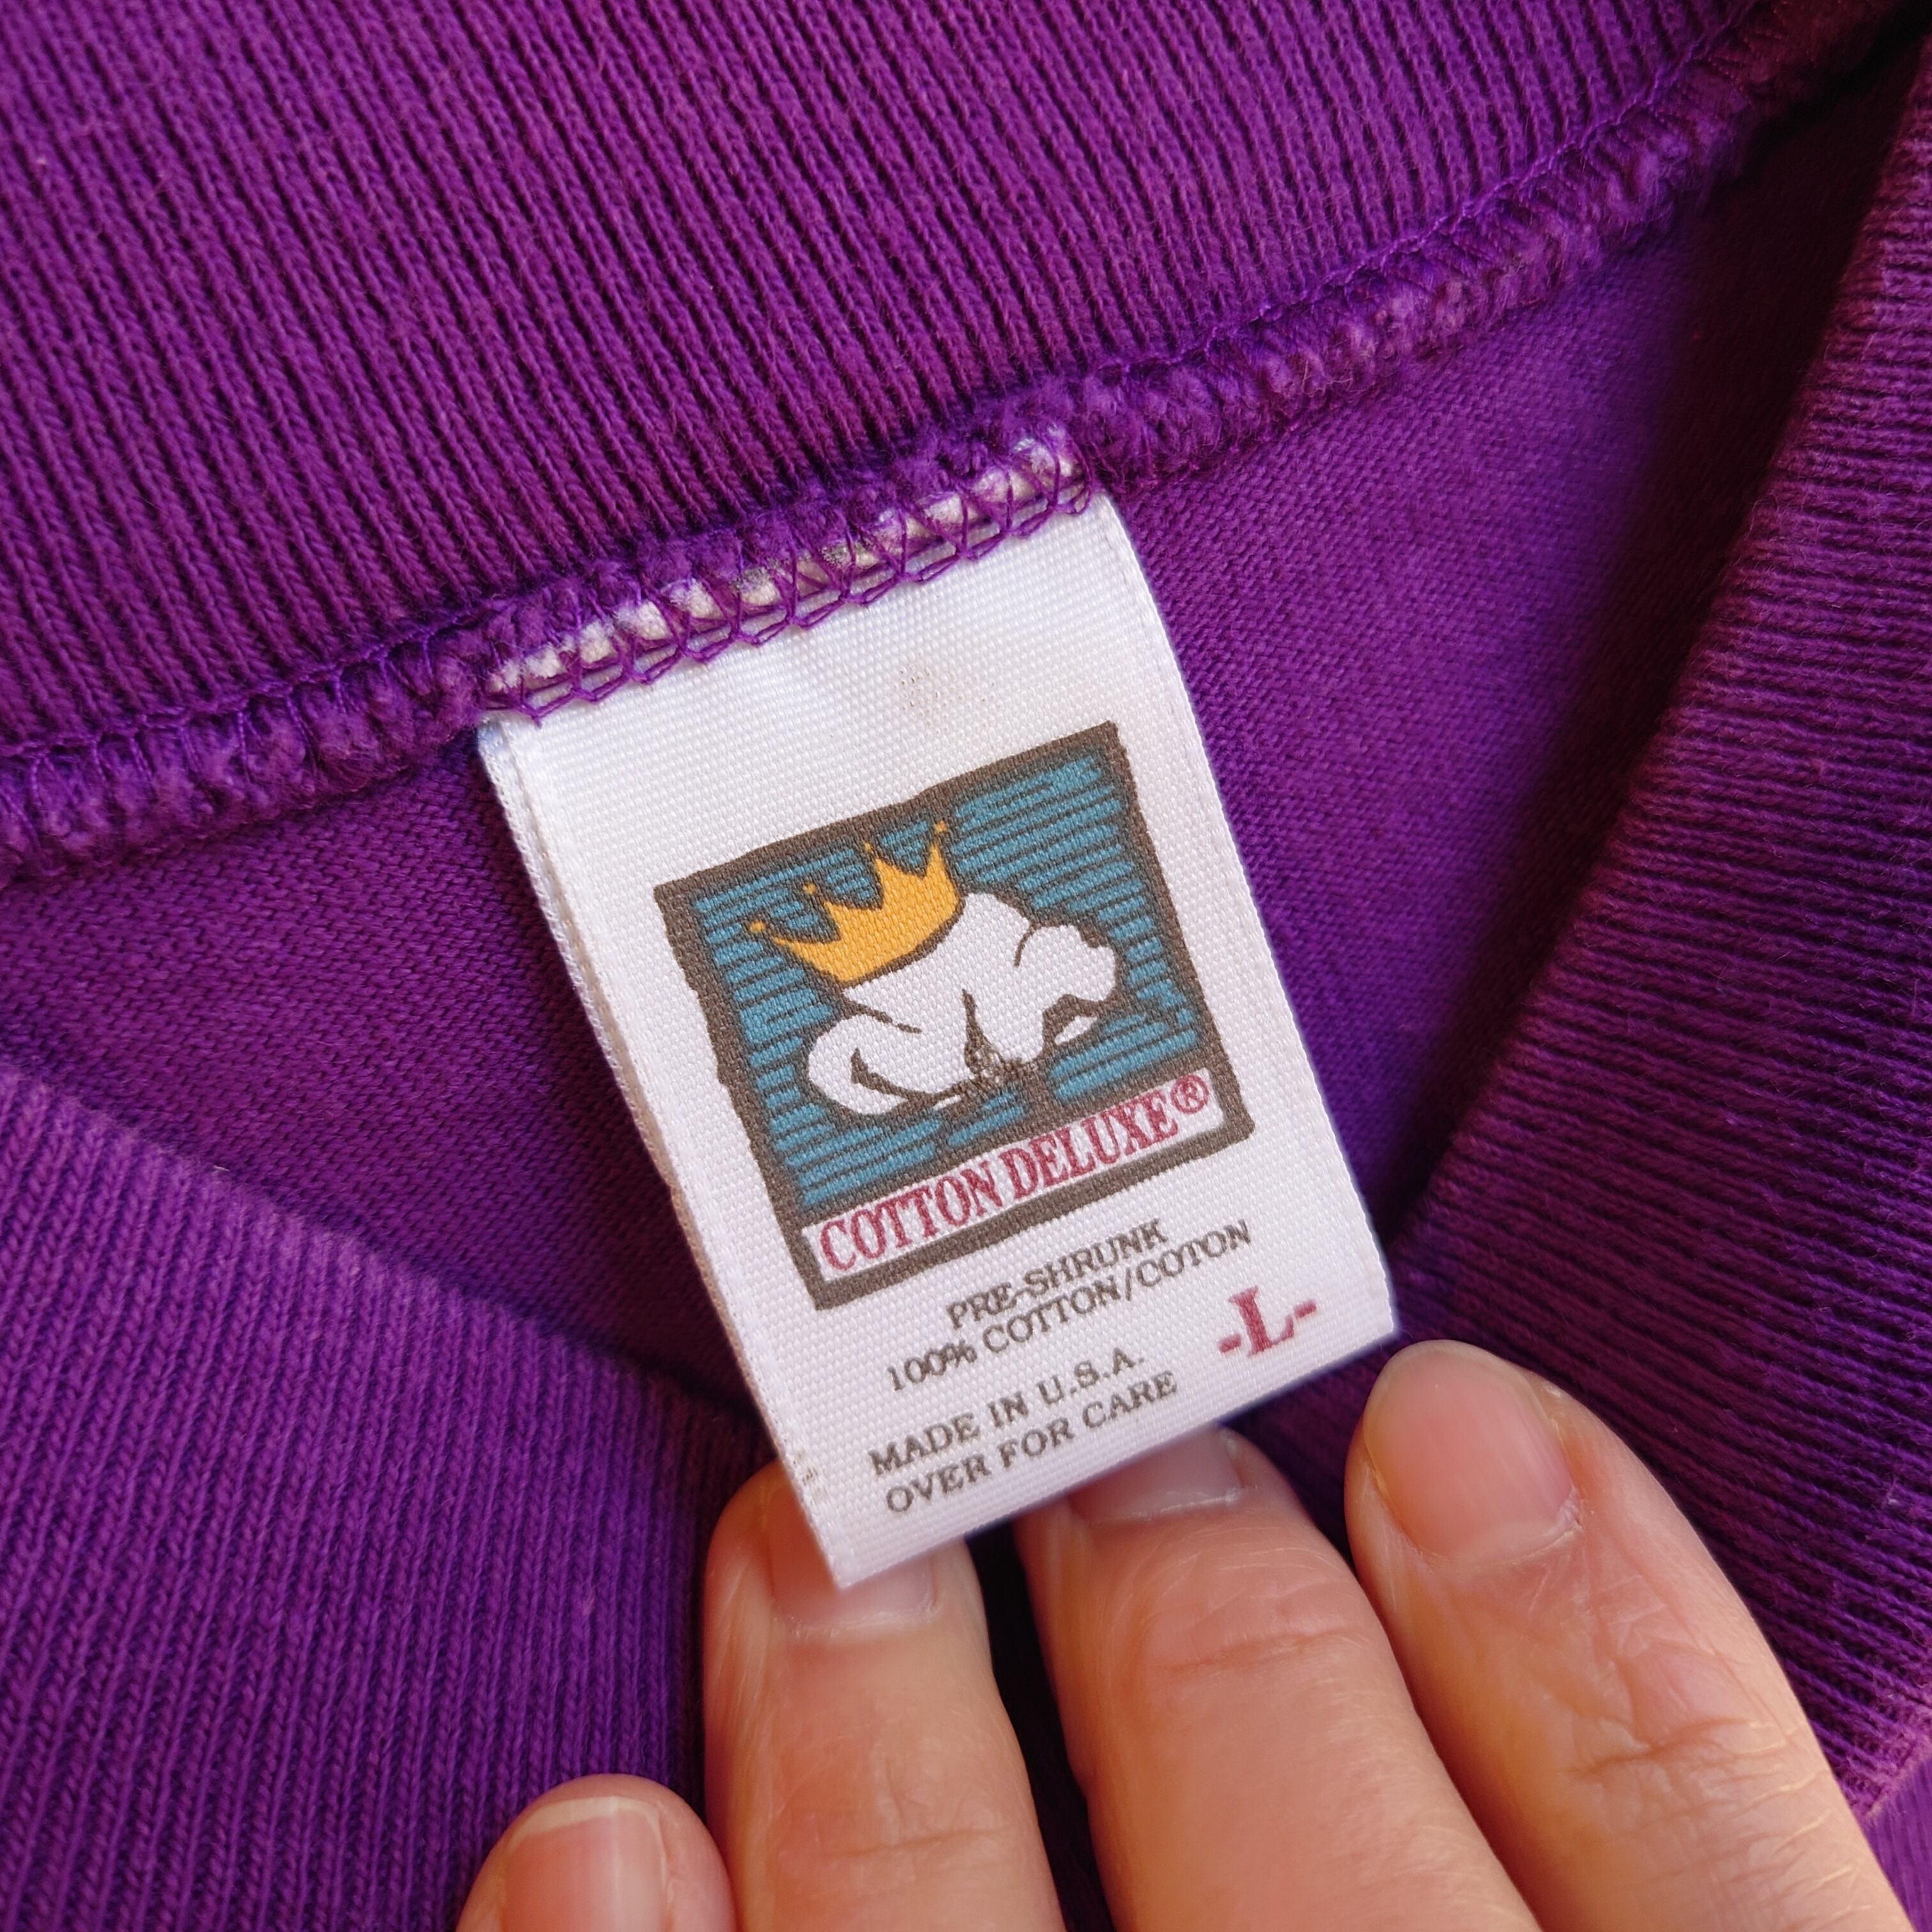 COTTON DELUXE®
PRE-SHRUNK
100% COTTON/COTON
-L-
MADE IN U.S.A.
OVER FOR CARE